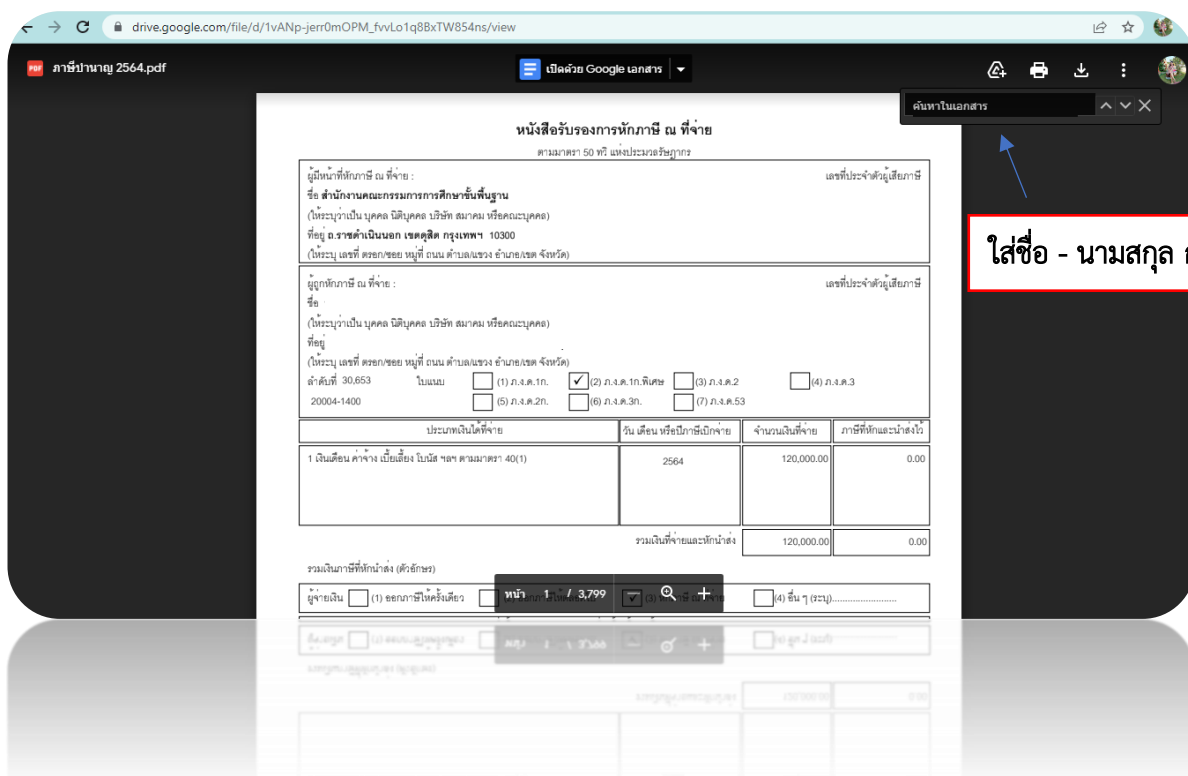 drive.google.com/file/d/1vANp-jerr0mOPM_fvvLo1q8BxTW854ns/view
PDF ภาษีบำนาญ 2564.pdf
เปิดด้วย Google เอกสาร
ค้นหาในเอกสาร
หนังสือรับรองการหักภาษี ณ ที่จ่าย
ตามมาตรา 50 ทวิ แห่งประมวลรัษฎากร
ผู้มีหน้าที่หักภาษี ณ ที่จ่าย : เลขที่ประจำตัวผู้เสียภาษี
ชื่อ สำนักงานคณะกรรมการการศึกษาขั้นพื้นฐาน
(ให้ระบุว่าเป็น บุคคล นิติบุคคล บริษัท สมาคม หรือคณะบุคคล)
ที่อยู่ ถ.ราชดำเนินนอก เขตดุสิต กรุงเทพฯ 10300
(ให้ระบุ เลขที่ ตรอก/ซอย หมู่ที่ ถนน ตำบล/แขวง อำเภอ/เขต จังหวัด)
ใส่ชื่อ - นามสกุล
ผู้ถูกหักภาษี ณ ที่จ่าย : เลขที่ประจำตัวผู้เสียภาษี
ชื่อ
(ให้ระบุว่าเป็น บุคคล นิติบุคคล บริษัท สมาคม หรือคณะบุคคล)
ที่อยู่
(ให้ระบุ เลขที่ ตรอก/ซอย หมู่ที่ ถนน ตำบล/แขวง อำเภอ/เขต จังหวัด)
ลำดับที่ 30,653 ใบแนบ (1) ภ.ง.ด.1ก. (2) ภ.ง.ด.1ก.พิเศษ (3) ภ.ง.ด.2 (4) ภ.ง.ด.3
20004-1400 (5) ภ.ง.ด.2ก. (6) ภ.ง.ด.3ก. (7) ภ.ง.ด.53
ประเภทเงินได้ที่จ่าย วัน เดือน หรือปีภาษีเบิกจ่าย จำนวนเงินที่จ่าย ภาษีที่หักและนำส่งไว้
1 เงินเดือน ค่าจ้าง เบี้ยเลี้ยง โบนัส ฯลฯ ตามมาตรา 40(1) 2564 120,000.00 0.00
รวมเงินที่จ่ายและหักนำส่ง 120,000.00 0.00
รวมเงินภาษีที่หักนำส่ง (ตัวอักษร)
ผู้จ่ายเงิน (1) ออกภาษีให้ครั้งเดียว (3) หักภาษี ณ ที่จ่าย (4) อื่น ๆ (ระบุ)........................
หน้า 1 / 3,799